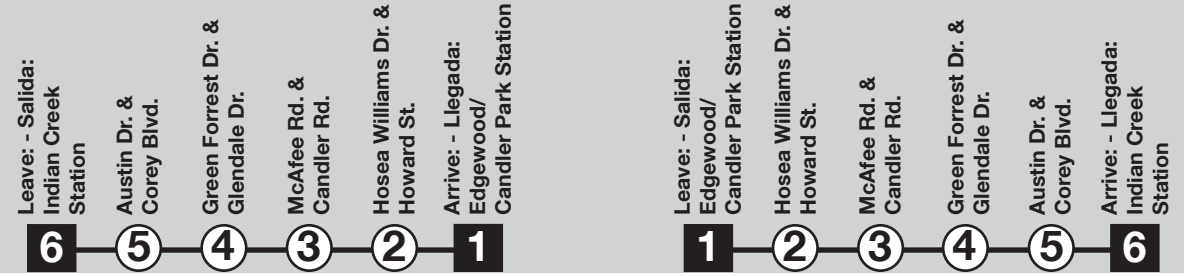 Leave: - Salida:
Indian Creek
Station
Austin Dr. &
Corey Blvd.
Green Forrest Dr. &
Glendale Dr.
McAfee Rd. &
Candler Rd.
Hosea Williams Dr. &
Howard St.
Arrive: - Llegada:
Edgewood/
Candler Park Station
6 5 4 3 2 1
Leave: - Salida:
Edgewood/
Candler Park Station
Hosea Williams Dr. &
Howard St.
McAfee Rd. &
Candler Rd.
Green Forrest Dr. &
Glendale Dr.
Austin Dr. &
Corey Blvd.
Arrive: - Llegada:
Indian Creek
Station
1 2 3 4 5 6